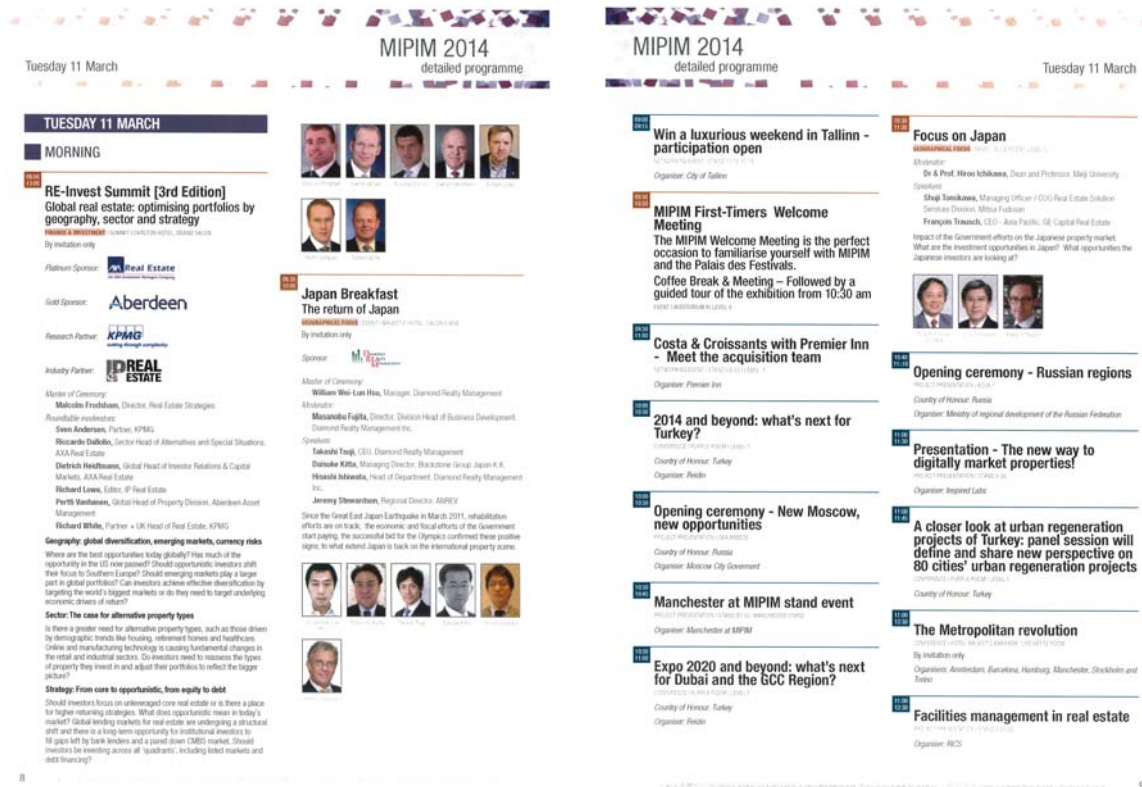 Tuesday 11 March
MIPIM 2014
detailed programme
TUESDAY 11 MARCH
MORNING
RE-Invest Summit [3rd Edition]
Global real estate: optimising portfolios by
geography, sector and strategy
FINANCE & INVESTMENT
By invitation only
Platinum Sponsor:
AXA Real Estate
Gold Sponsor:
Aberdeen
Research Partner:
KPMG
cutting through complexity
Industry Partner:
IP REAL
ESTATE
Master of Ceremony:
Malcolm Frodsham, Director, Real Estate Strategies
Roundtable moderators:
Sven Andersen, Partner, KPMG
Riccardo Dallolio, Sector Head of Alternatives and Special Situations,
AXA Real Estate
Dietrich Heidtmann, Global Head of Investor Relations & Capital
Markets, AXA Real Estate
Richard Lowe, Editor, IP Real Estate
Pertti Vanhanen, Global Head of Property Division, Aberdeen Asset
Management
Richard White, Partner + UK Head of Real Estate, KPMG
Geography: global diversification, emerging markets, currency risks
Where are the best opportunities today globally? Has much of the
opportunity in the US now passed? Should opportunistic investors shift
their focus to Southern Europe? Should emerging markets play a larger
part in global portfolios? Can investors achieve effective diversification by
targeting the world's biggest markets or do they need to target underlying
economic drivers of return?
Sector: The case for alternative property types
Is there a greater need for alternative property types, such as those driven
by demographic trends like housing, retirement homes and healthcare.
Online and manufacturing technology is causing fundamental changes in
the retail and industrial sectors. Do investors need to reassess the types
of property they invest in and adjust their portfolios to reflect the bigger
picture?
Strategy: From core to opportunistic, from equity to debt
Should investors focus on unleveraged core real estate or is there a place
for higher-returning strategies. What does opportunistic mean in today's
market? Global lending markets for real estate are undergoing a structural
shift and there is a long-term opportunity for institutional investors to
fill gaps left by bank lenders and a pared down CMBS market. Should
investors be investing across all 'quadrants', including listed markets and
debt financing?
8
Japan Breakfast
The return of Japan
GEOGRAPHICAL FOCUS
By invitation only
Sponsor:
Master of Ceremony:
William Wei-Lun Hsu, Manager, Diamond Realty Management
Moderator:
Masanobu Fujita, Director, Division Head of Business Development,
Diamond Realty Management Inc.
Speakers:
Takashi Tsuji, CEO, Diamond Realty Management
Daisuke Kitta, Managing Director, Blackstone Group Japan K.K.
Hisashi Ishiwata, Head of Department, Diamond Realty Management
Inc.
Jeremy Stewardson, Regional Director, ANREV
Since the Great East Japan Earthquake in March 2011, rehabilitation
efforts are on track; the economic and fiscal efforts of the Government
start paying, the successful bid for the Olympics confirmed these positive
signs; to what extend Japan is back on the international property scene.
MIPIM 2014
detailed programme
Tuesday 11 March
Win a luxurious weekend in Tallinn -
participation open
Organiser: City of Tallinn
MIPIM First-Timers Welcome
Meeting
The MIPIM Welcome Meeting is the perfect
occasion to familiarise yourself with MIPIM
and the Palais des Festivals.
Coffee Break & Meeting – Followed by a
guided tour of the exhibition from 10:30 am
Costa & Croissants with Premier Inn
- Meet the acquisition team
Organiser: Premier Inn
2014 and beyond: what's next for
Turkey?
Country of Honour: Turkey
Organiser: Reidin
Opening ceremony - New Moscow,
new opportunities
Country of Honour: Russia
Organiser: Moscow City Goverment
Manchester at MIPIM stand event
Organiser: Manchester at MIPIM
Expo 2020 and beyond: what's next
for Dubai and the GCC Region?
Country of Honour: Turkey
Organiser: Reidin
Focus on Japan
GEOGRAPHICAL FOCUS
Moderator:
Dr & Prof. Hiroo Ichikawa, Dean and Professor, Meiji University
Speakers:
Shuji Tomikawa, Managing Officer / COO Real Estate Solution
Services Division, Mitsui Fudosan
François Trausch, CEO - Asia Pacific, GE Capital Real Estate
Impact of the Government efforts on the Japanese property market.
What are the investment opportunities in Japan? What opportunities the
Japanese investors are looking at?
Opening ceremony - Russian regions
Country of Honour: Russia
Organiser: Ministry of regional development of the Russian Federation
Presentation - The new way to
digitally market properties!
Organiser: Inspired Labs
A closer look at urban regeneration
projects of Turkey: panel session will
define and share new perspective on
80 cities' urban regeneration projects
Country of Honour: Turkey
The Metropolitan revolution
By invitation only
Organisers: Amsterdam, Barcelona, Hamburg, Manchester, Stockholm and
Torino
Facilities management in real estate
Organiser: RICS